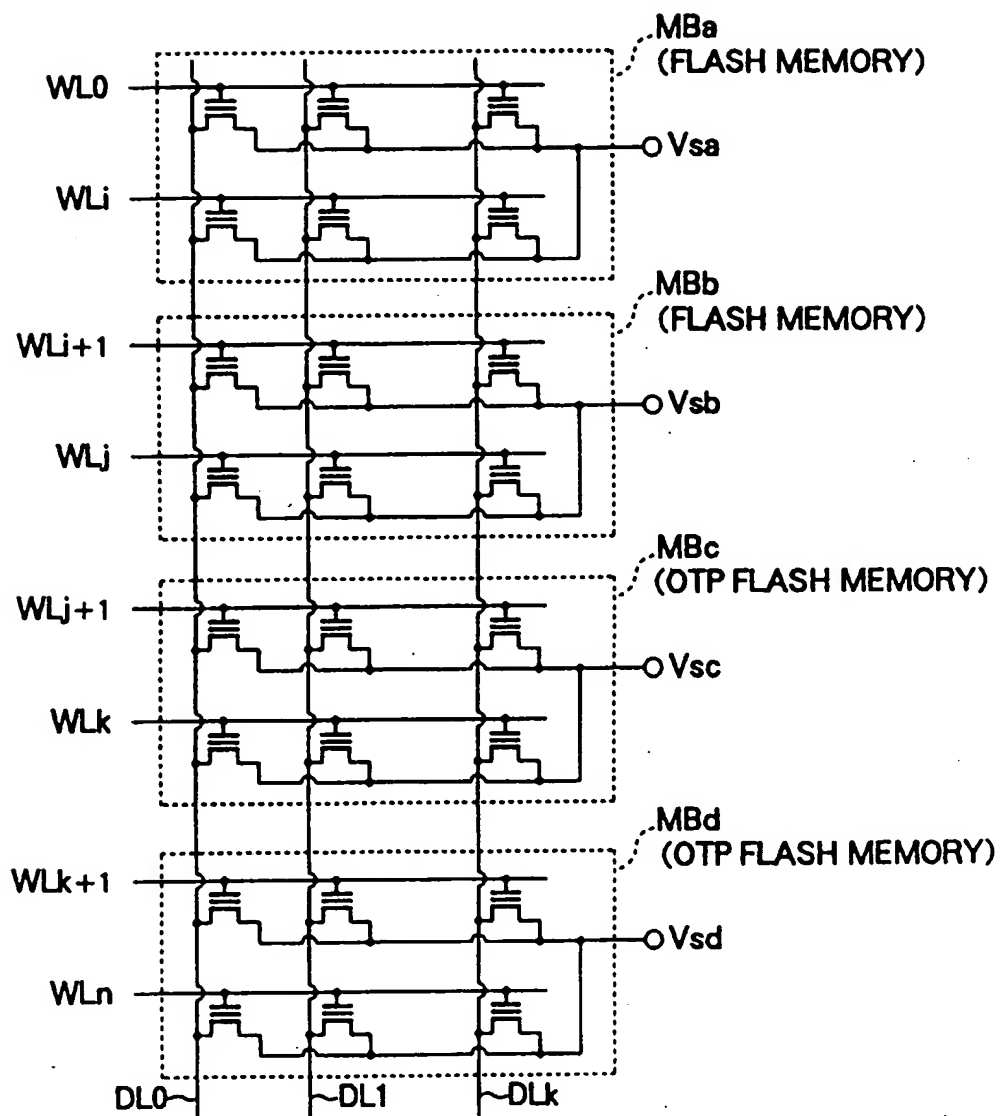 MBa
(FLASH MEMORY)
WL0
Vsa
WLi
MBb
(FLASH MEMORY)
WLi+1
Vsb
WLj
MBc
(OTP FLASH MEMORY)
WLj+1
Vsc
WLk
MBd
(OTP FLASH MEMORY)
WLk+1
Vsd
WLn
DL0
DL1
DLk